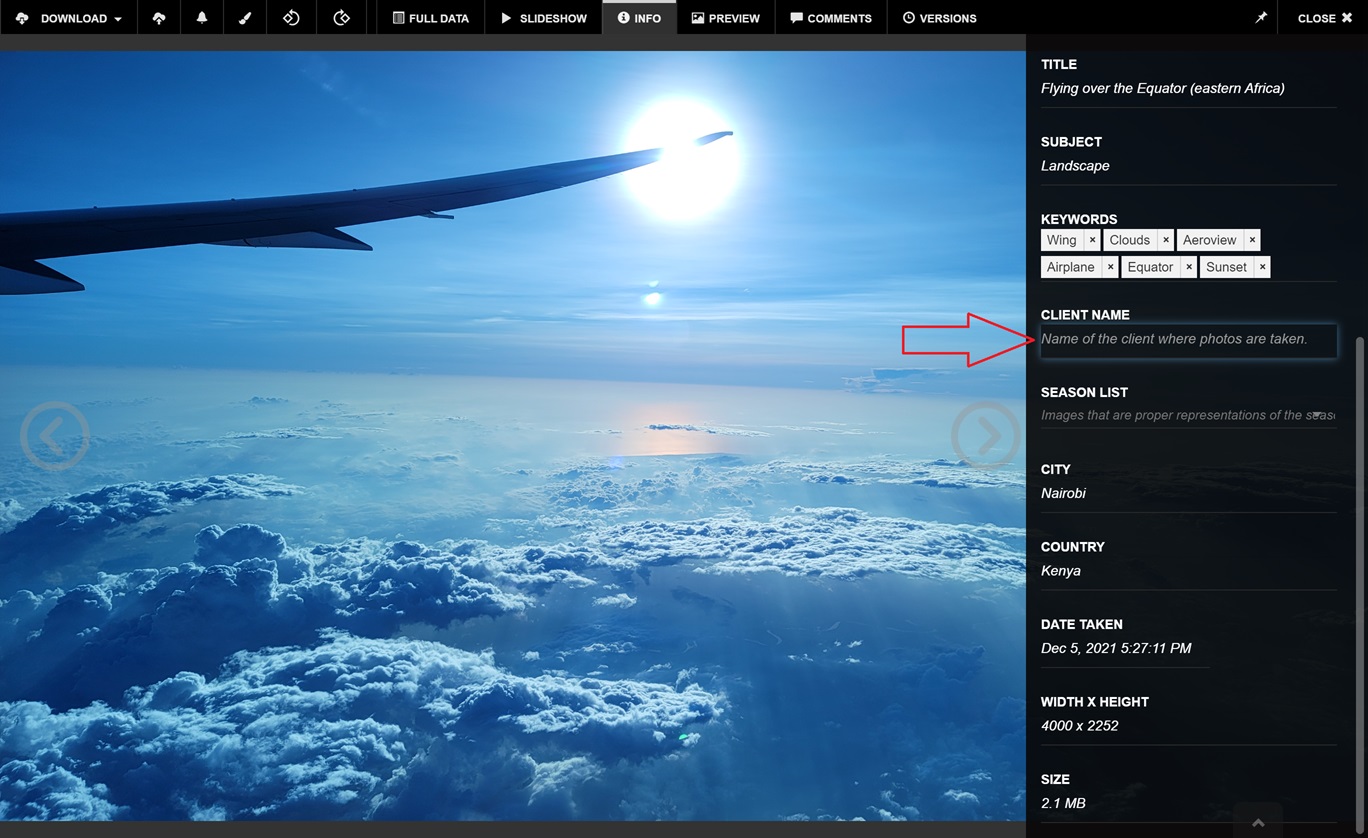 DOWNLOAD FULL DATA SLIDESHOW INFO PREVIEW COMMENTS VERSIONS CLOSE
TITLE
Flying over the Equator (eastern Africa)
SUBJECT
Landscape
KEYWORDS
Wing × Clouds × Aeroview ×
Airplane × Equator × Sunset ×
CLIENT NAME
Name of the client where photos are taken.
SEASON LIST
Images that are proper representations of the
CITY
Nairobi
COUNTRY
Kenya
DATE TAKEN
Dec 5, 2021 5:27:11 PM
WIDTH X HEIGHT
4000 x 2252
SIZE
2.1 MB